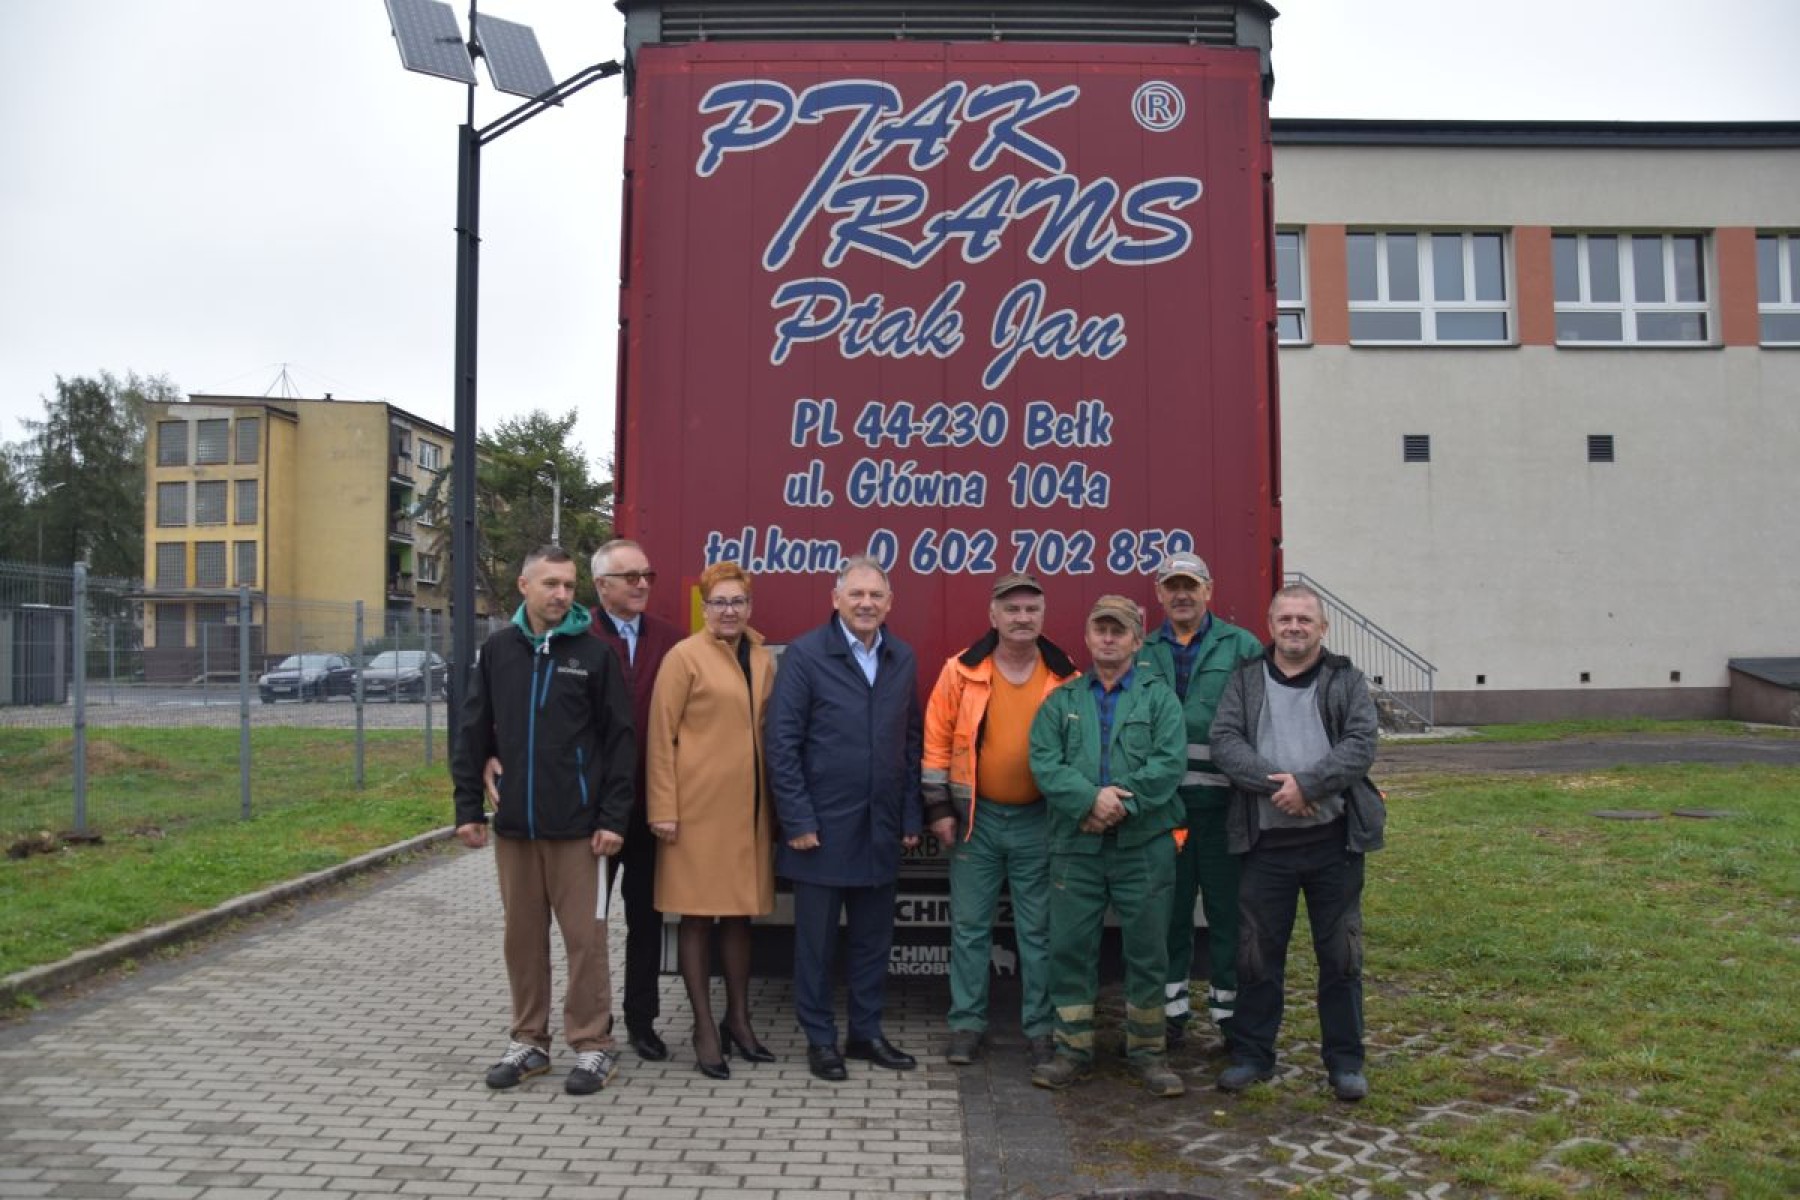 PTAK ®
TRANS
Ptak Jan
PL 44-230 Bełk
ul. Główna 104a
tel.kom. 0 602 702 859